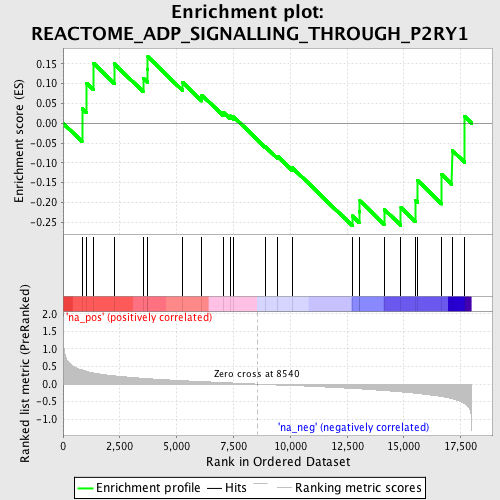 Enrichment plot:
REACTOME_ADP_SIGNALLING_THROUGH_P2RY1
Enrichment score (ES)
0.15
0.10
0.05
0.00
-0.05
-0.10
-0.15
-0.20
-0.25
'na_pos' (positively correlated)
Ranked list metric (PreRanked)
2.0
1.5
1.0
0.5
0.0
-0.5
-1.0
Zero cross at 8540
'na_neg' (negatively correlated)
0 2,500 5,000 7,500 10,000 12,500 15,000 17,500
Rank in Ordered Dataset
Enrichment profile Hits Ranking metric scores